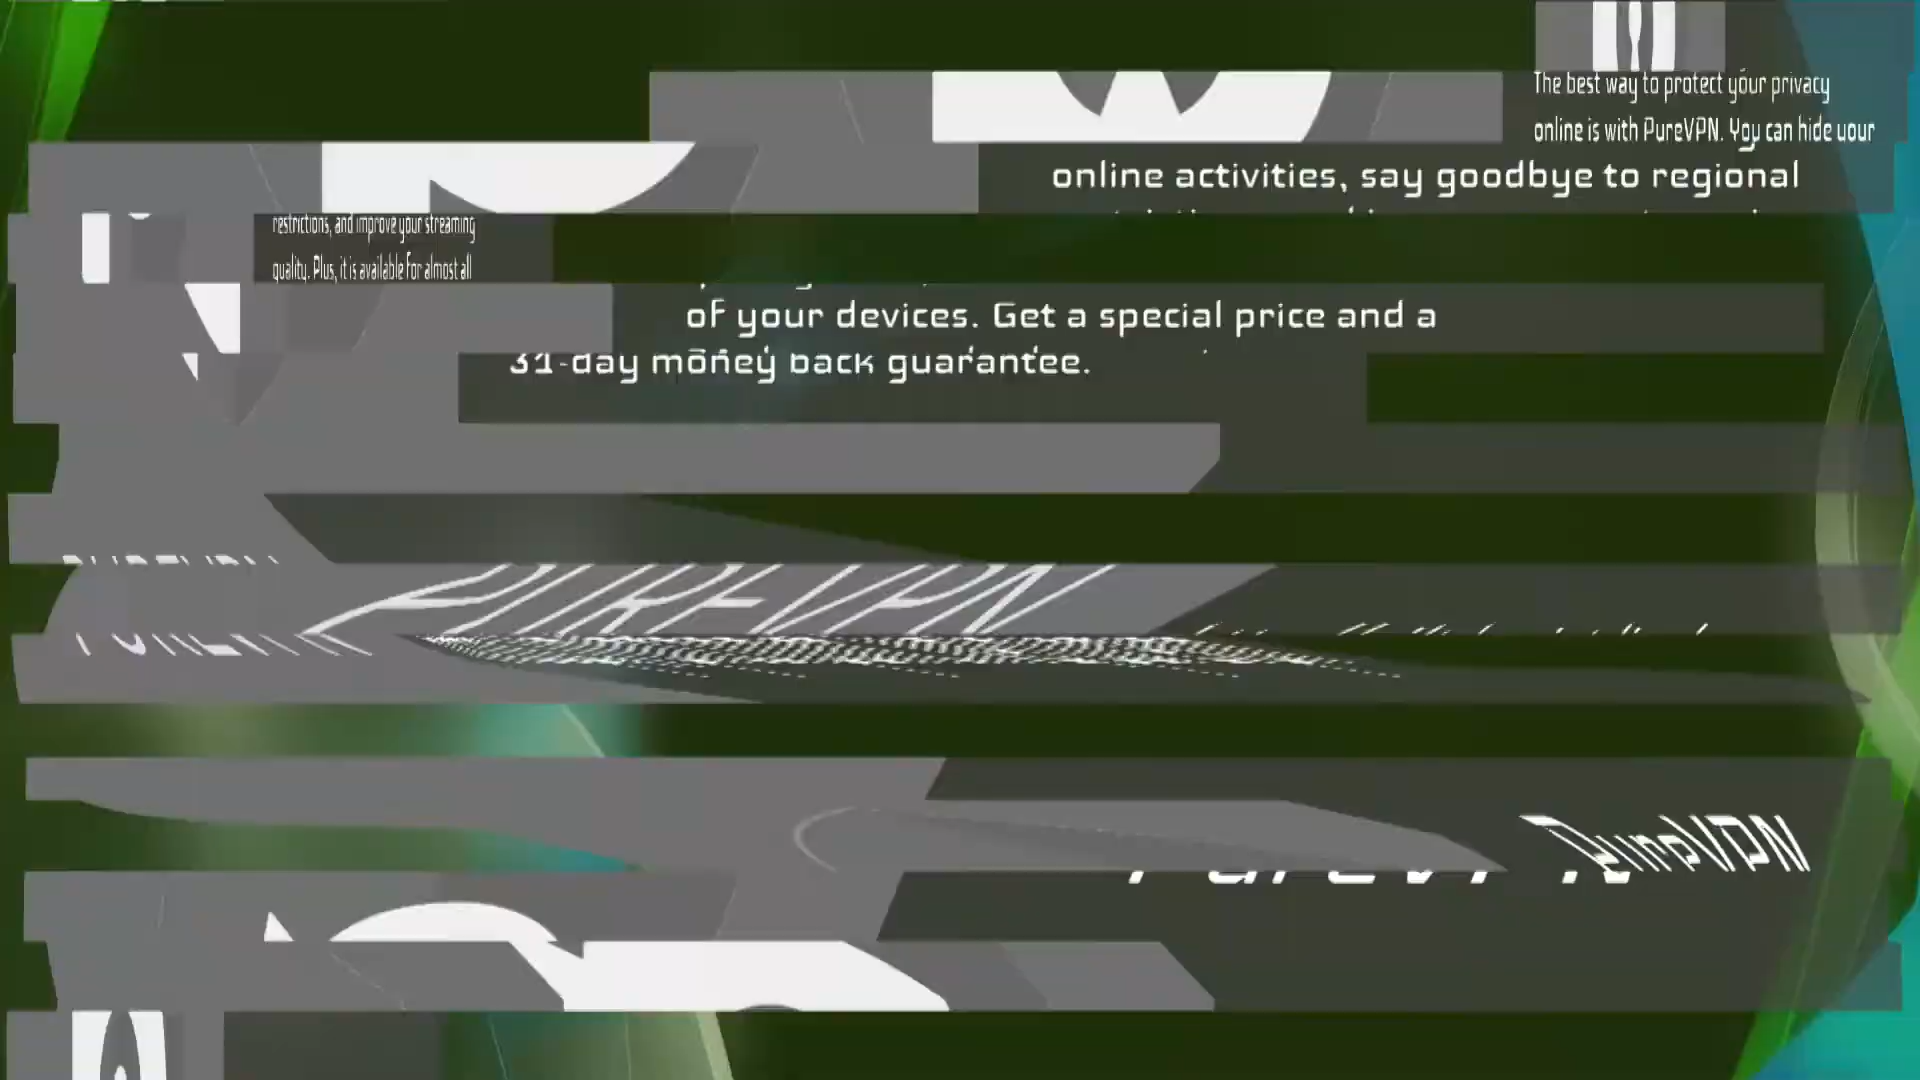 The best way to protect your privacy
online is with PureVPN. You can hide your
online activities, say goodbye to regional
restrictions, and improve your streaming
quality. Plus, it is available for almost all
of your devices. Get a special price and a
31-day money back guarantee.
PUREVPN
PureVPN